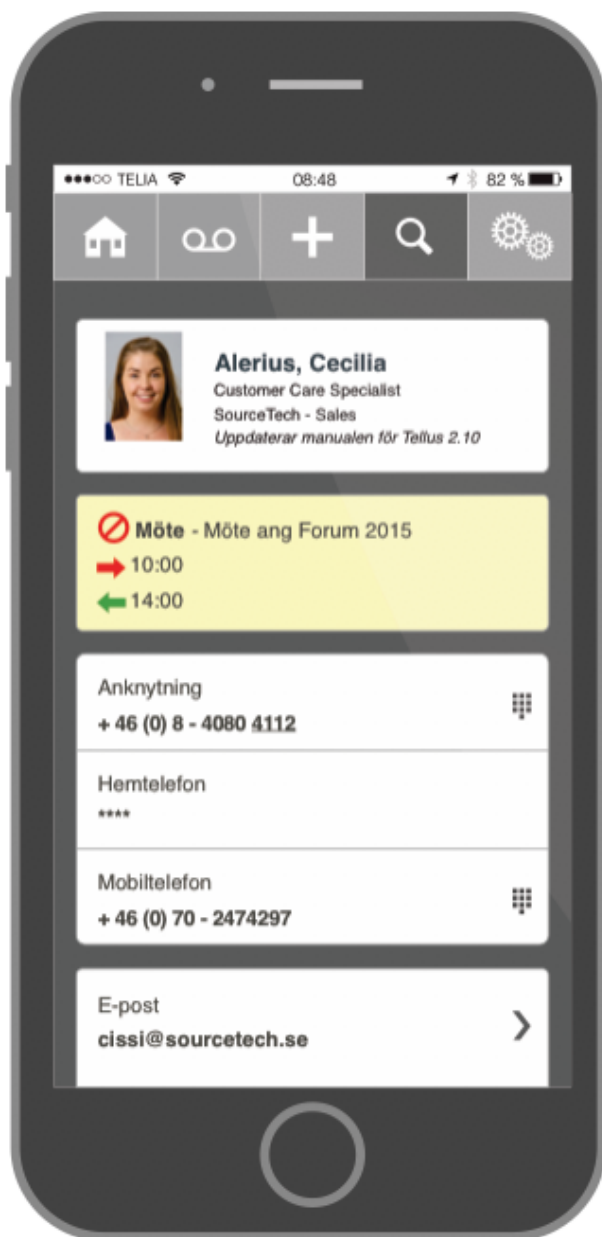 TELIA 08:48 82 %
Alerius, Cecilia
Customer Care Specialist
SourceTech - Sales
Uppdaterar manualen för Tellus 2.10
Möte - Möte ang Forum 2015
10:00
14:00
Anknytning
+ 46 (0) 8 - 4080 4112
Hemtelefon
****
Mobiltelefon
+ 46 (0) 70 - 2474297
E-post
cissi@sourcetech.se